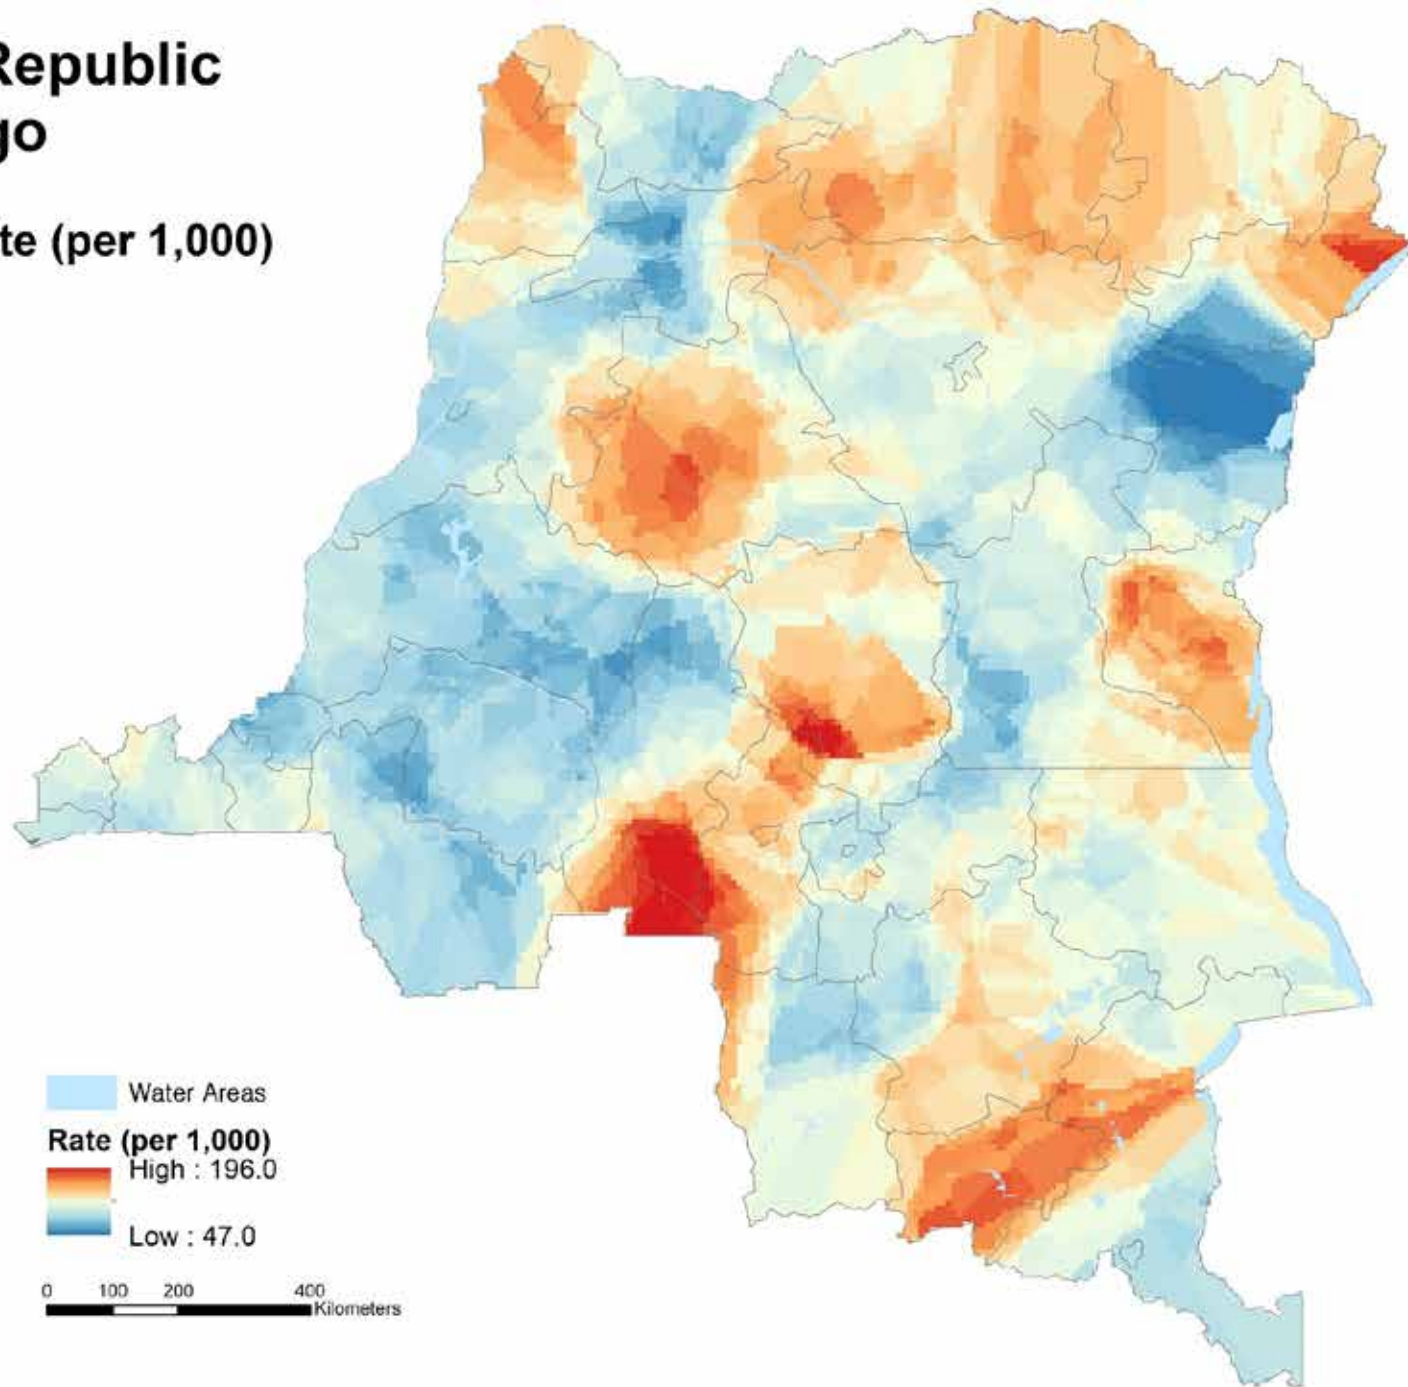 Republic
go
te (per 1,000)
Water Areas
Rate (per 1,000)
High : 196.0
Low : 47.0
0 100 200 400
Kilometers